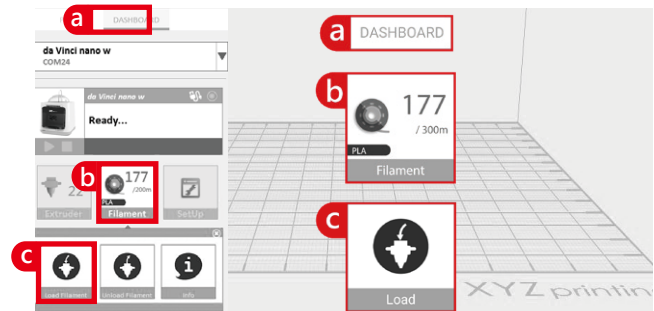 a
DASHBOARD
da Vinci nano w
COM24
da Vinci nano w
Ready...
b
22
177
/200m
PLA
Extruder
Filament
SetUp
C
Load Filament
Unload Filament
Info
a
DASHBOARD
b
177
/ 300m
PLA
Filament
C
Load
XYZ printin